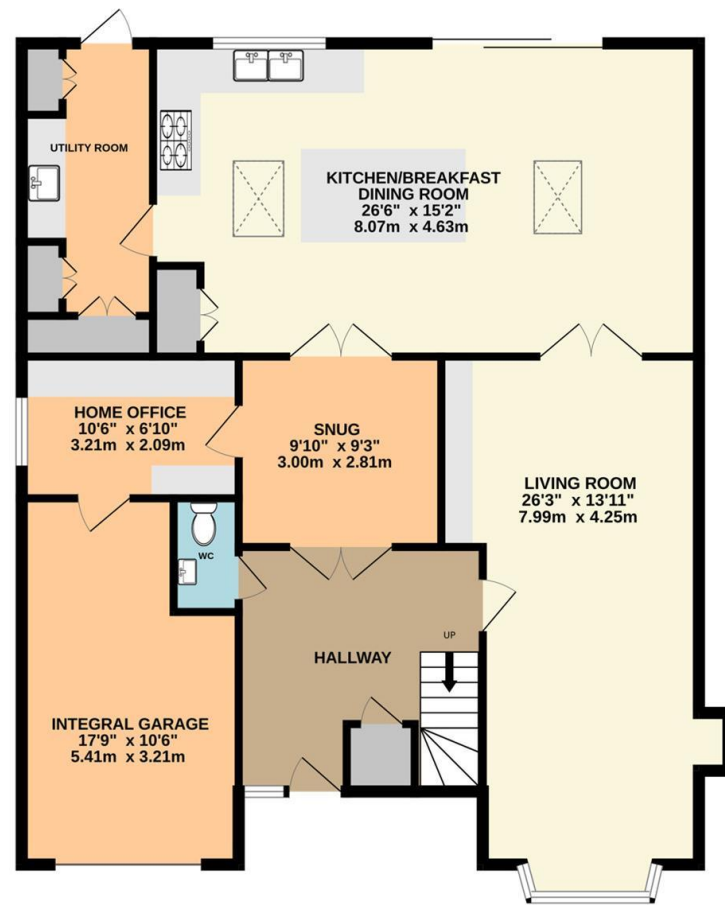 UTILITY ROOM
KITCHEN/BREAKFAST
DINING ROOM
26'6" x 15'2"
8.07m x 4.63m
HOME OFFICE
10'6" x 6'10"
3.21m x 2.09m
SNUG
9'10" x 9'3"
3.00m x 2.81m
LIVING ROOM
26'3" x 13'11"
7.99m x 4.25m
WC
UP
HALLWAY
INTEGRAL GARAGE
17'9" x 10'6"
5.41m x 3.21m